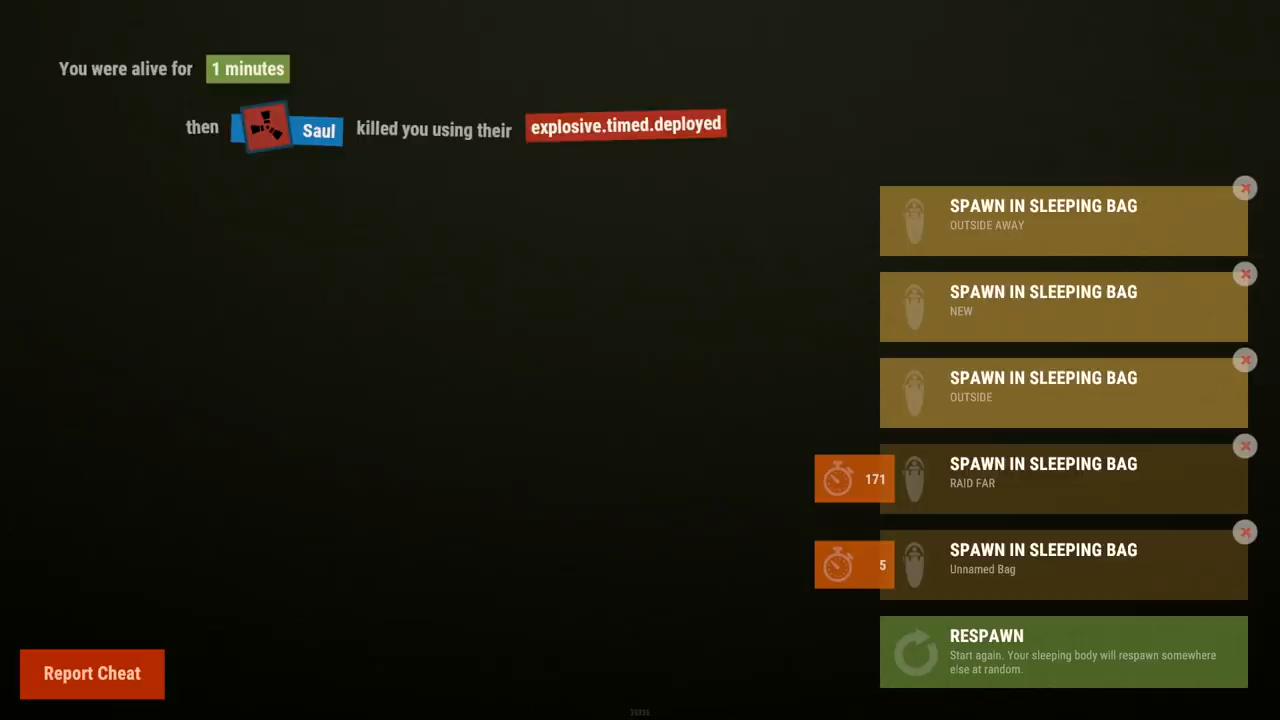 You were alive for 1 minutes
then Saul killed you using their explosive.timed.deployed
SPAWN IN SLEEPING BAG
OUTSIDE AWAY
SPAWN IN SLEEPING BAG
NEW
SPAWN IN SLEEPING BAG
OUTSIDE
171
SPAWN IN SLEEPING BAG
RAID FAR
5
SPAWN IN SLEEPING BAG
Unnamed Bag
RESPAWN
Start again. Your sleeping body will respawn somewhere
else at random.
Report Cheat